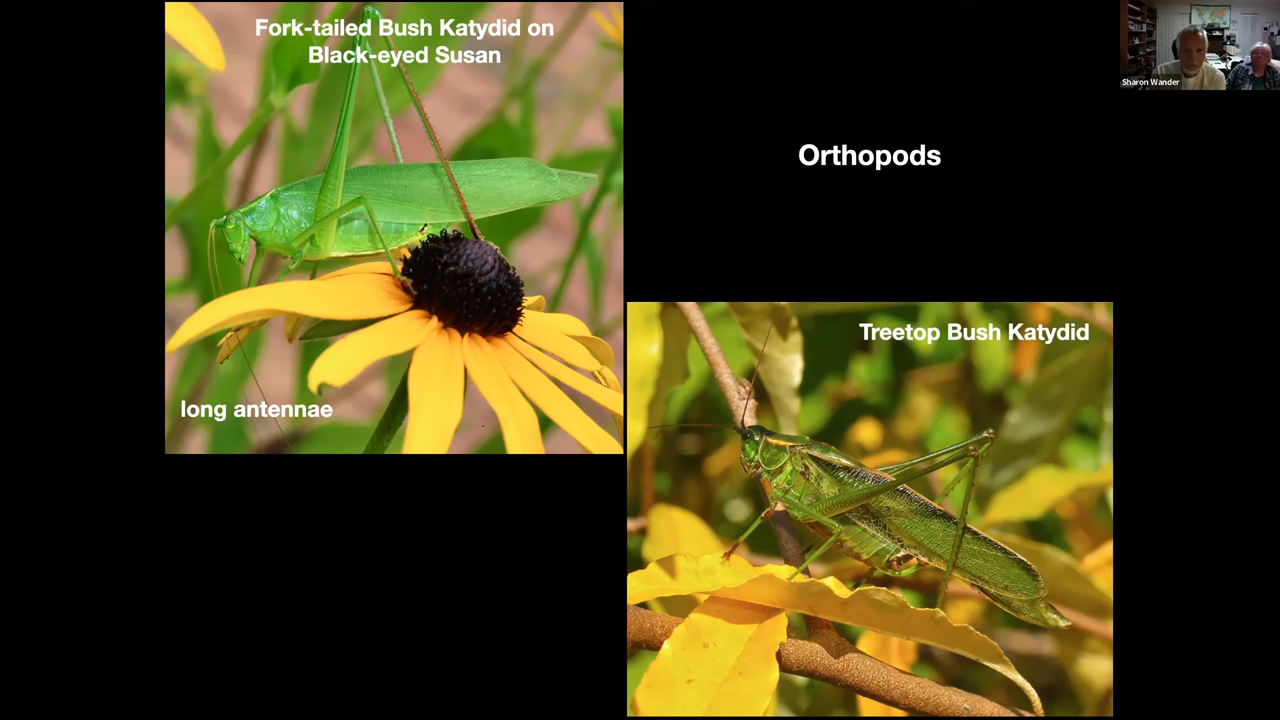 Fork-tailed Bush Katydid on
Black-eyed Susan
long antennae
Orthopods
Treetop Bush Katydid
Sharon Wander